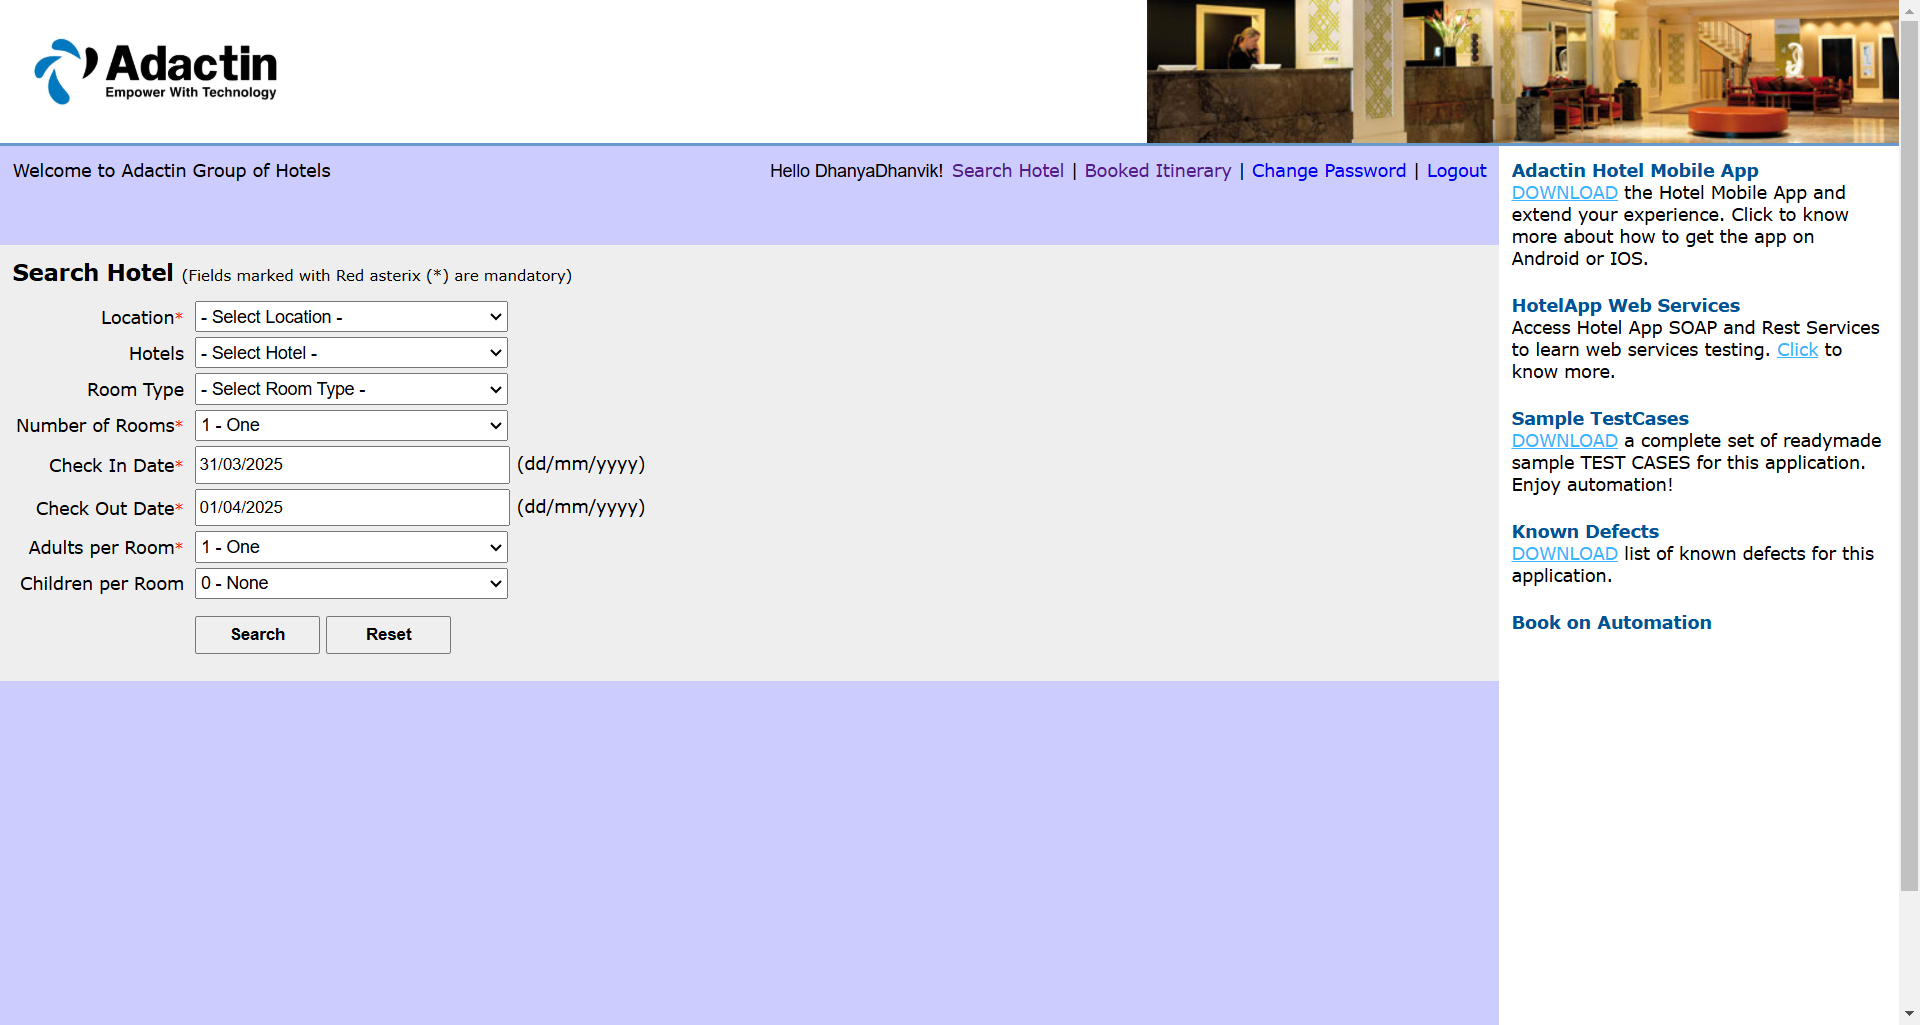 Adactin
Empower With Technology
Welcome to Adactin Group of Hotels
Hello DhanyaDhanvik! Search Hotel | Booked Itinerary | Change Password | Logout
Search Hotel (Fields marked with Red asterix (*) are mandatory)
Location* - Select Location -
Hotels - Select Hotel -
Room Type - Select Room Type -
Number of Rooms* 1 - One
Check In Date* 31/03/2025 (dd/mm/yyyy)
Check Out Date* 01/04/2025 (dd/mm/yyyy)
Adults per Room* 1 - One
Children per Room 0 - None
Search Reset
Adactin Hotel Mobile App
DOWNLOAD the Hotel Mobile App and
extend your experience. Click to know
more about how to get the app on
Android or IOS.
HotelApp Web Services
Access Hotel App SOAP and Rest Services
to learn web services testing. Click to
know more.
Sample TestCases
DOWNLOAD a complete set of readymade
sample TEST CASES for this application.
Enjoy automation!
Known Defects
DOWNLOAD list of known defects for this
application.
Book on Automation